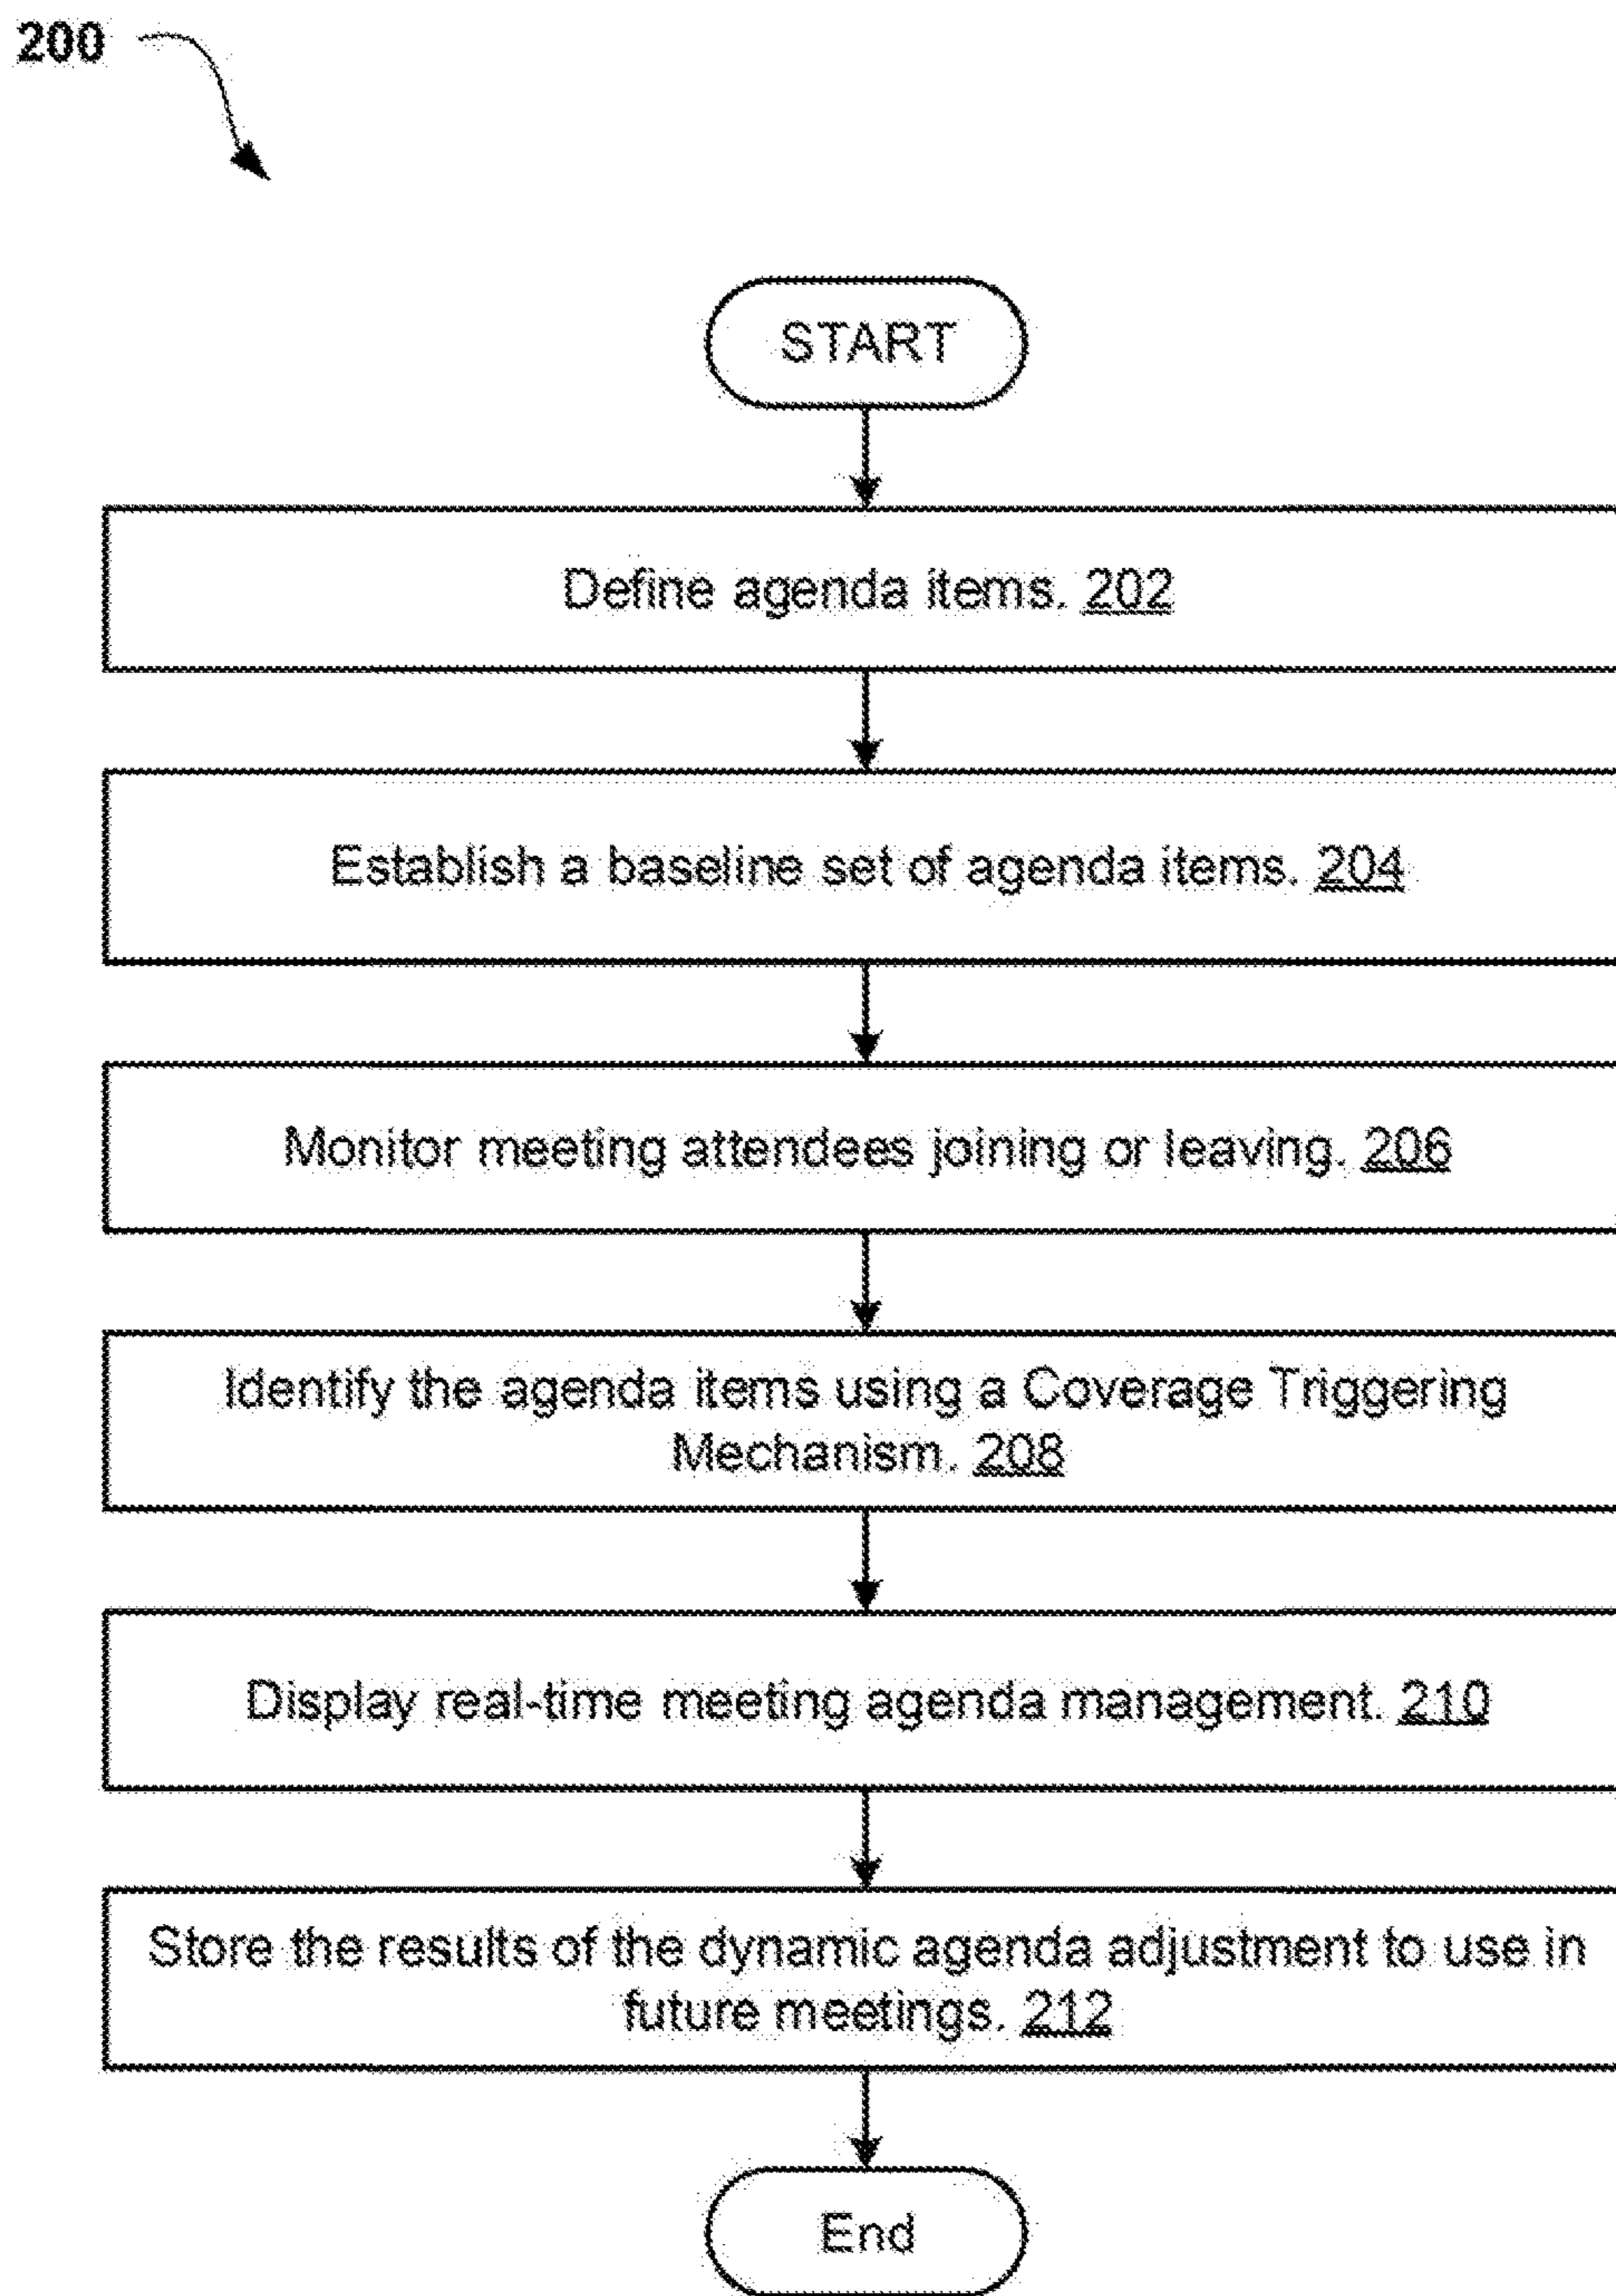 200
START
Define agenda items. 202
Establish a baseline set of agenda items. 204
Monitor meeting attendees joining or leaving. 206
Identify the agenda items using a Coverage Triggering
Mechanism. 208
Display real-time meeting agenda management. 210
Store the results of the dynamic agenda adjustment to use in
future meetings. 212
End